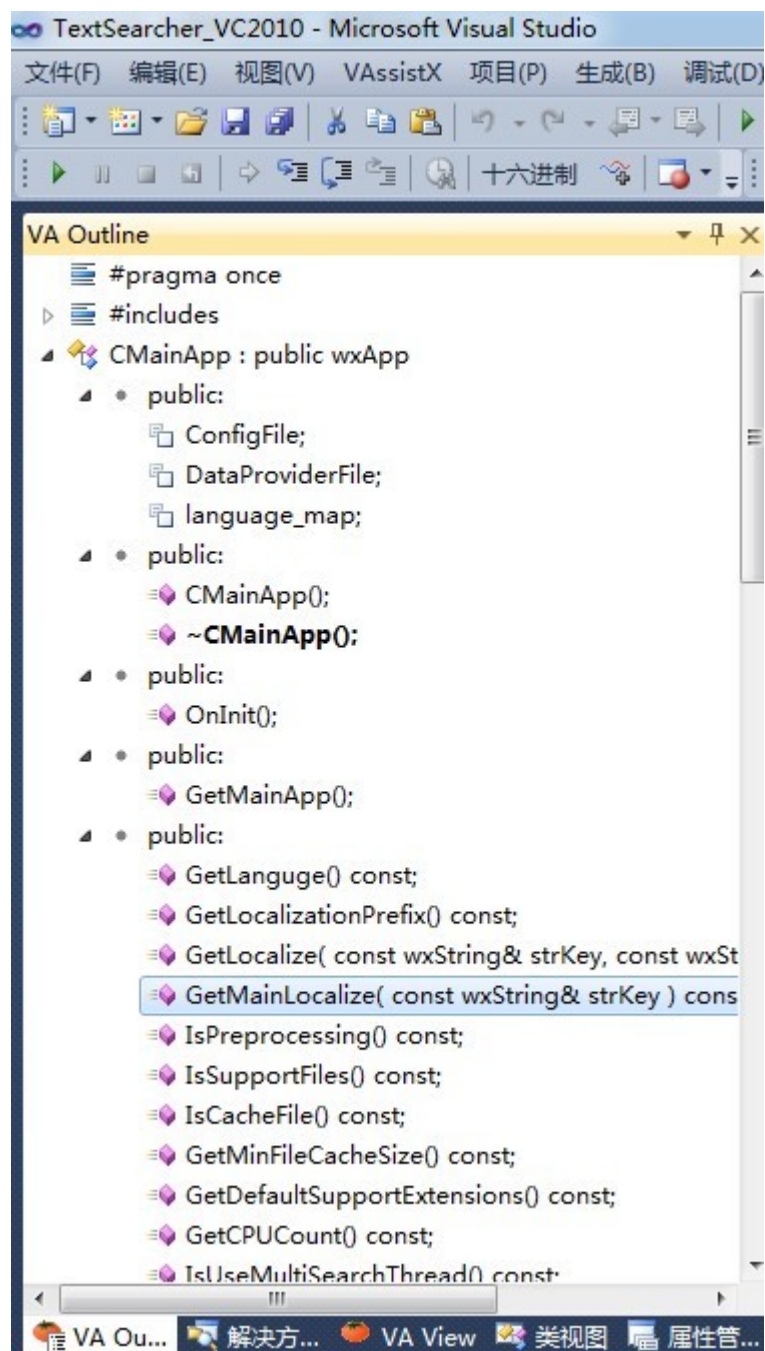 TextSearcher_VC2010 - Microsoft Visual Stu
文件(F) 编辑(E) 视图(V) VAssistX 项目(P) 生成(B) 调试(D)
十六进制
VA Outline
#pragma once
#includes
CMainApp : public wxApp
public:
ConfigFile;
DataProviderFile;
language_map;
public:
CMainApp();
~CMainApp();
public:
OnInit();
public:
GetMainApp();
public:
GetLanguge() const;
GetLocalizationPrefix() const;
GetLocalize( const wxString& strKey, const wxSt
GetMainLocalize( const wxString& strKey ) cons
IsPreprocessing() const;
IsSupportFiles() const;
IsCacheFile() const;
GetMinFileCacheSize() const;
GetDefaultSupportExtensions() const;
GetCPUCount() const;
IsUseMultiSearchThread() const;
VA Ou... 解决方... VA View 类视图 属性管...